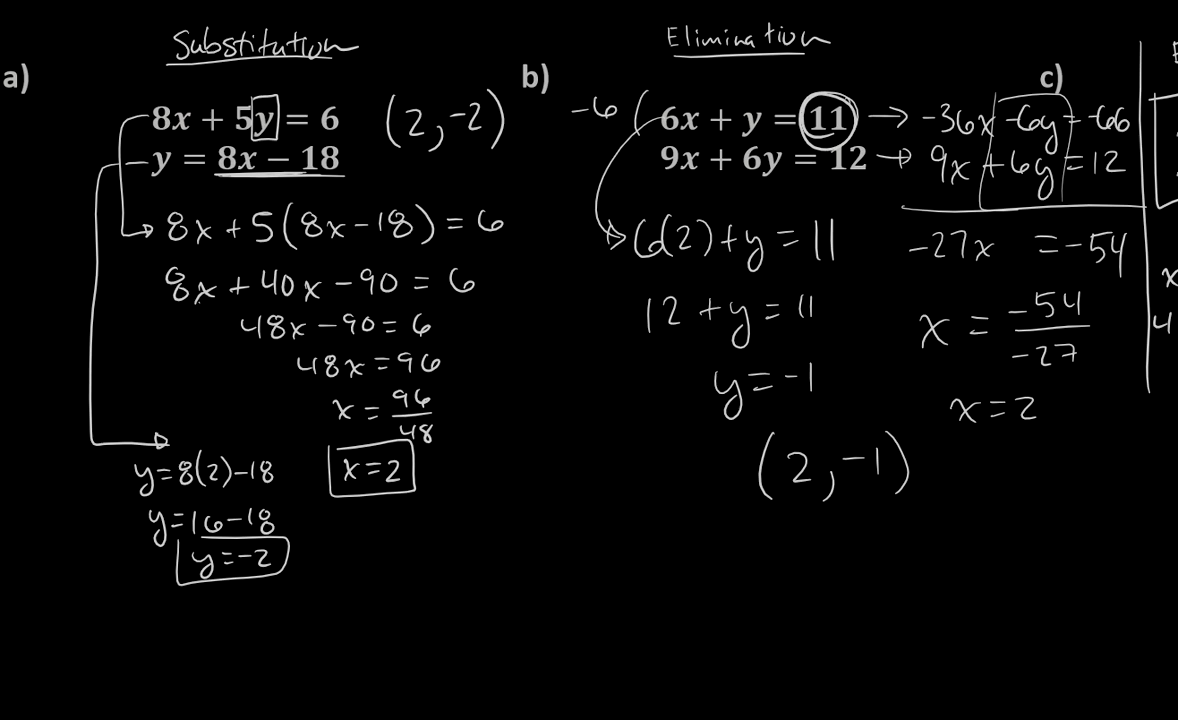 Substitution
a)
8x + 5y = 6 (2, -2)
y = 8x − 18
8x + 5(8x - 18) = 6
8x + 40x - 90 = 6
48x - 90 = 6
48x = 96
x = 96/48
x = 2
y = 8(2) - 18
y = 16 - 18
y = -2
Elimination
b)
-6 ( 6x + y = 11 → -36x - 6y = -66
9x + 6y = 12 → 9x + 6y = 12
-27x = -54
x = -54/-27
x = 2
6(2) + y = 11
12 + y = 11
y = -1
(2, -1)
c)
x
4